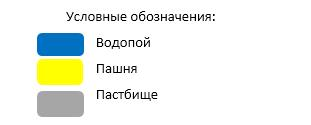 Условные обозначения:
Водопой
Пашня
Пастбище